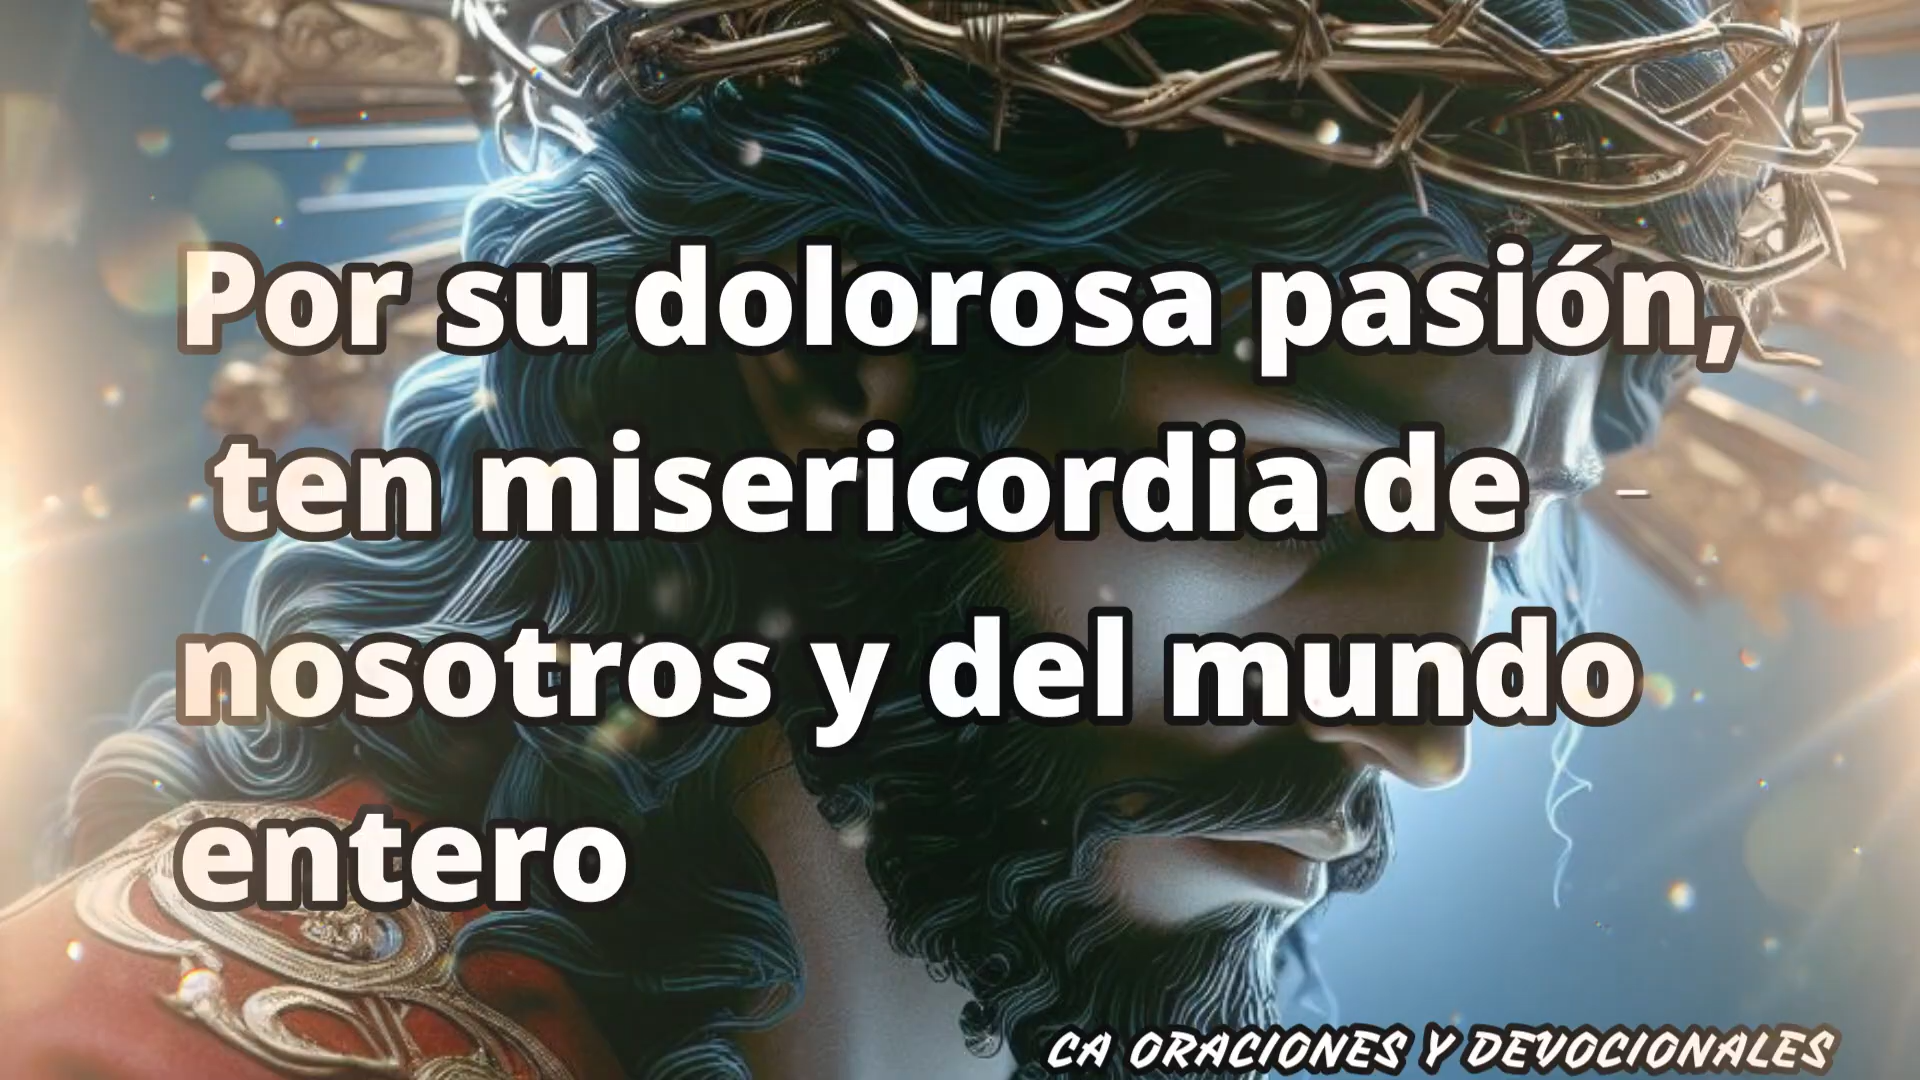 Por su dolorosa pasión,
ten misericordia de
nosotros y del mundo
entero
CA ORACIONES Y DEVOCIONALES